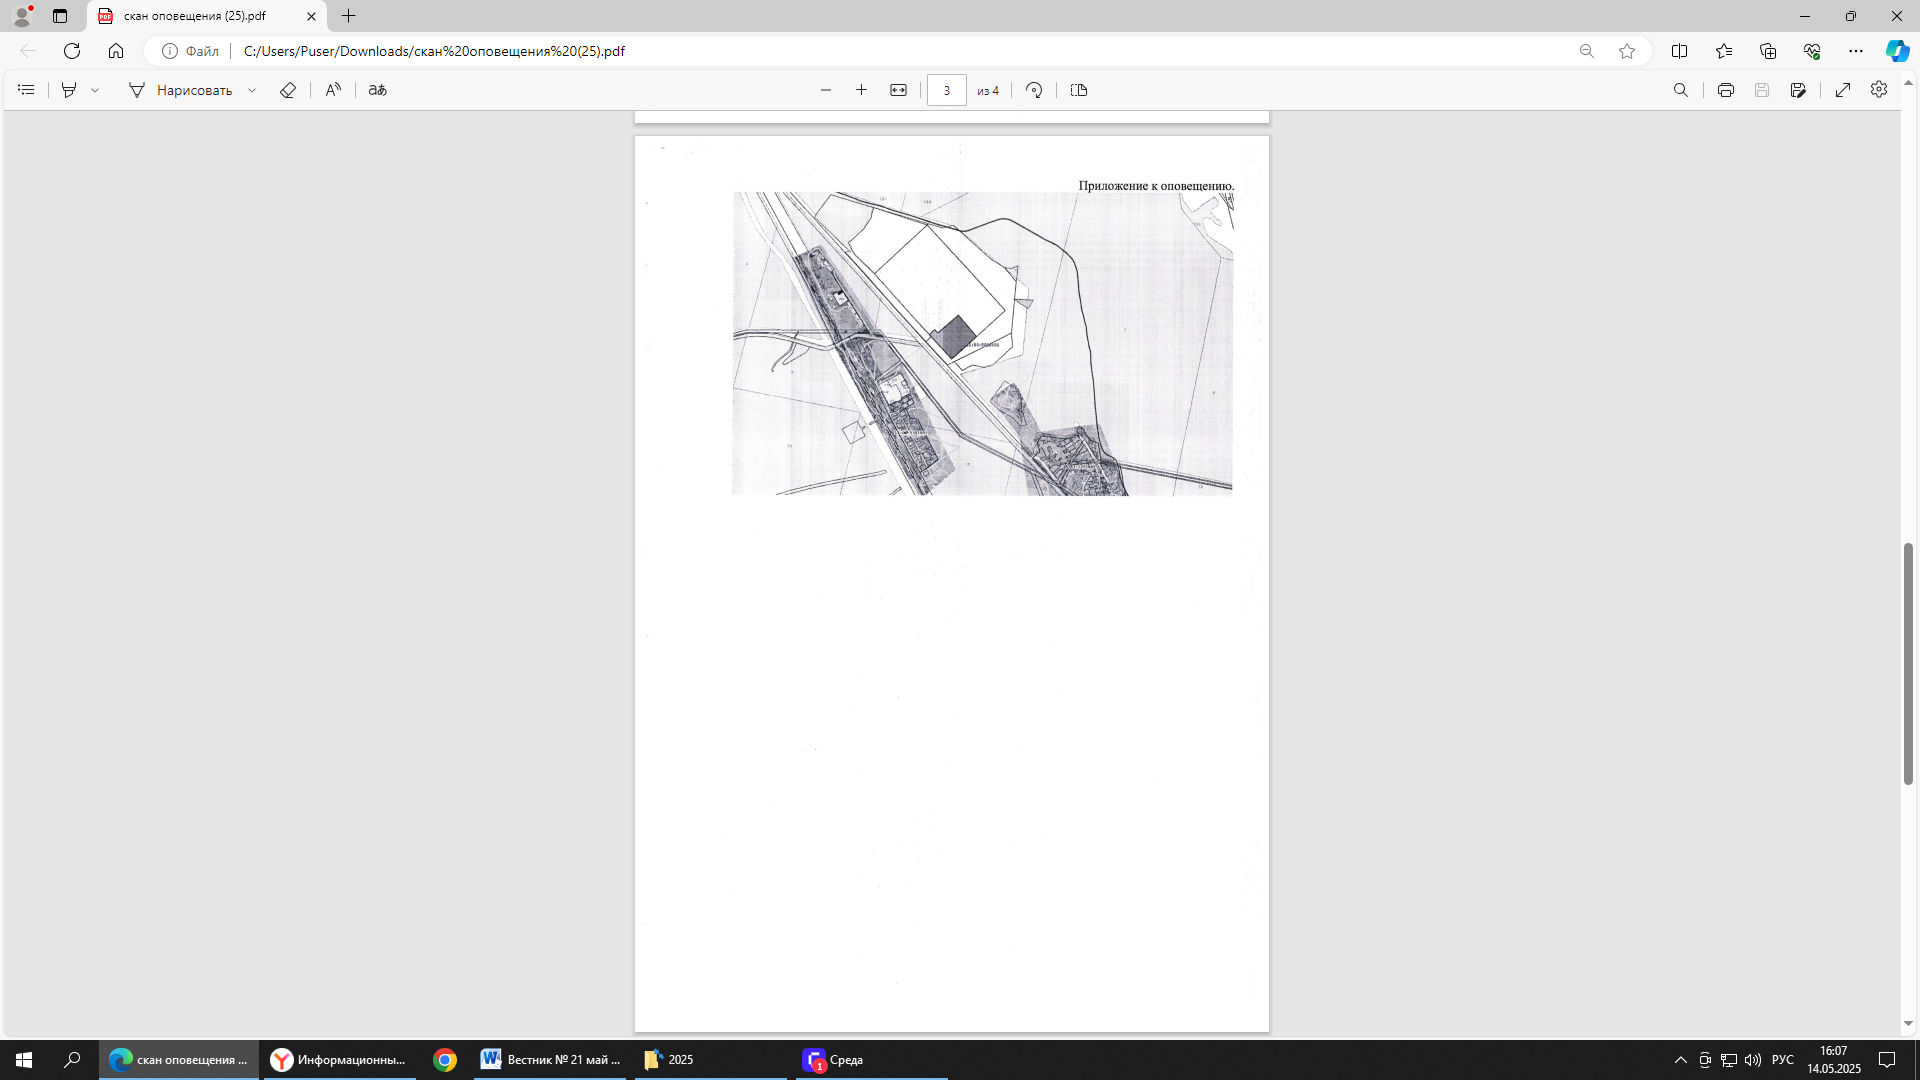 скан оповещения (25).pdf
Файл
C:/Users/Puser/Downloads/скан%20оповещения%20(25).pdf
Нарисовать
3
из 4
Приложение к оповещению.
скан оповещения ...
Информационны...
Вестник № 21 май ...
2025
1
Среда
РУС
16:07
14.05.2025